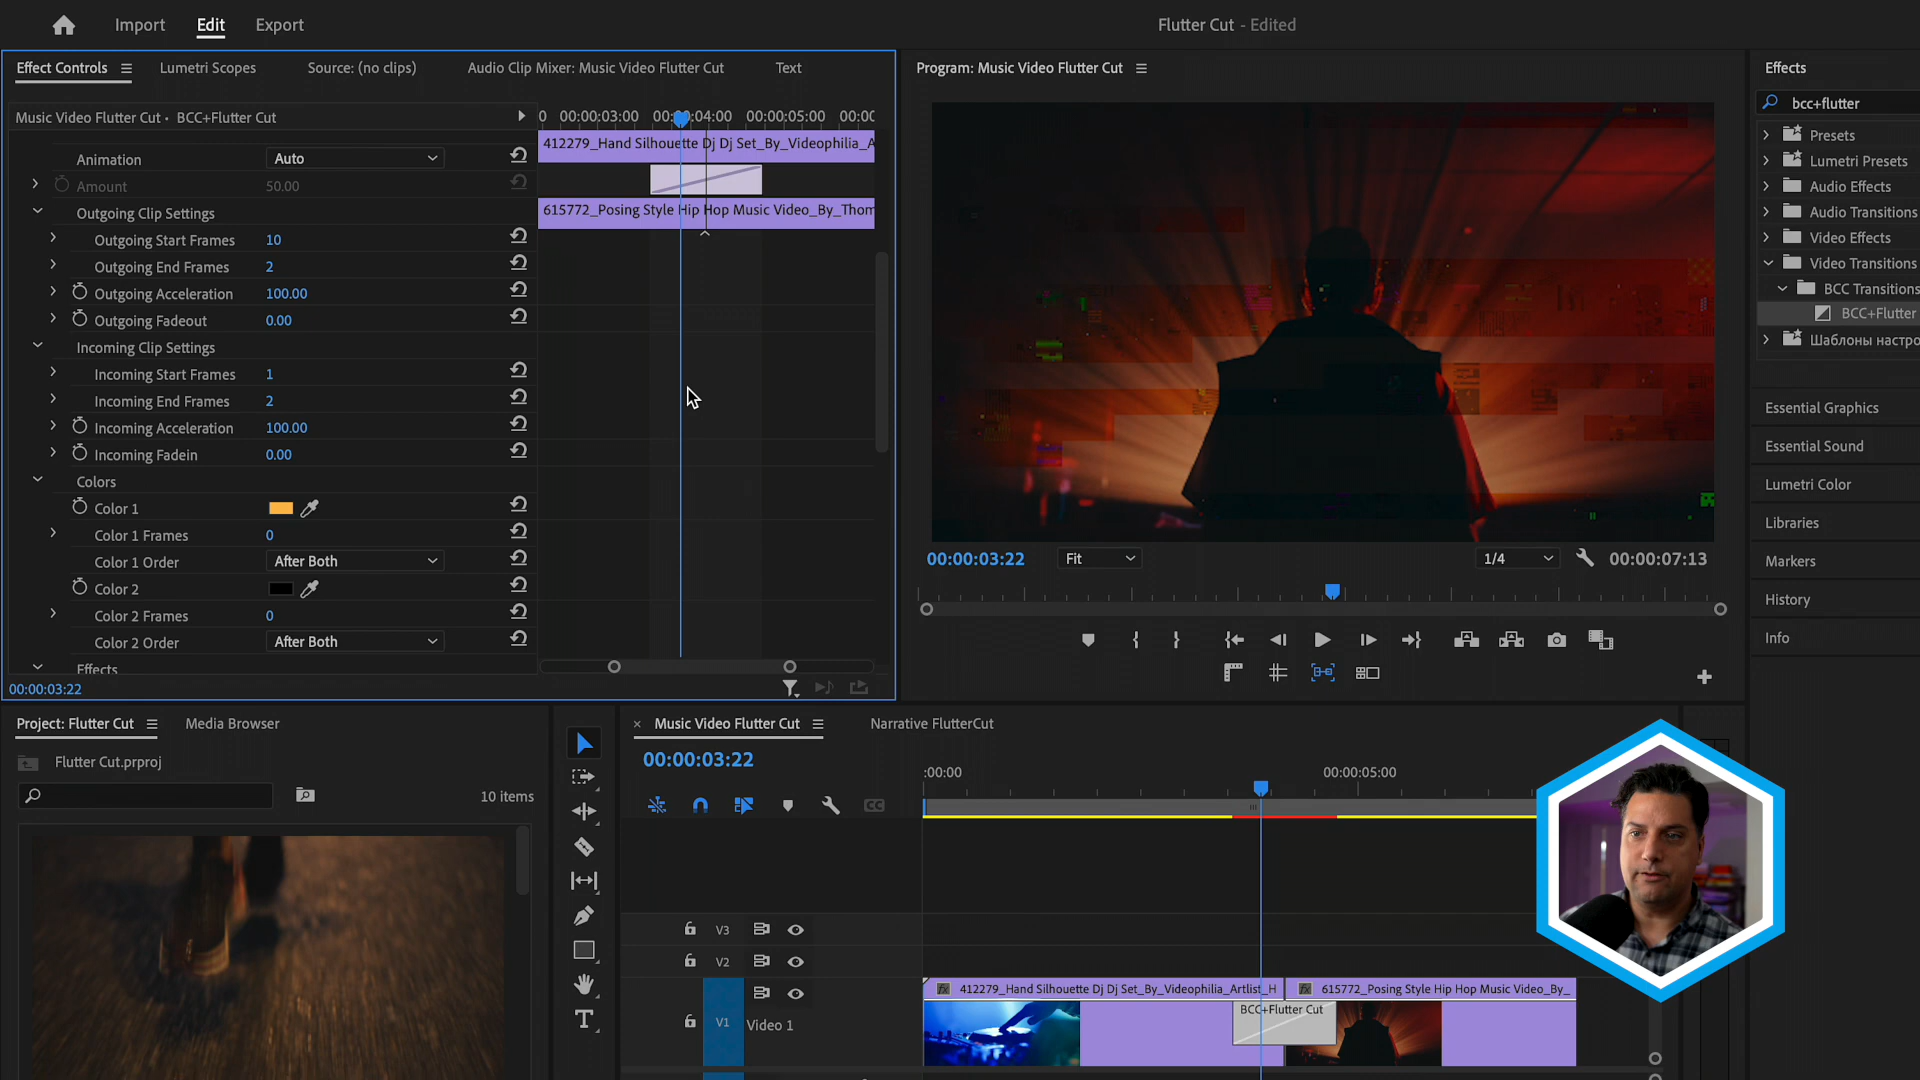 Import
Edit
Export
Flutter Cut - Edited
Effect Controls
Lumetri Scopes
Source: (no clips)
Audio Clip Mixer: Music Video Flutter Cut
Text
Program: Music Video Flutter Cut
Effects
Music Video Flutter Cut · BCC+Flutter Cut
0 00:00:03:00 00:00:04:00 00:00:05:00 00:00
bcc+flutter
412279_Hand Silhouette Dj Dj Set_By_Videophilia_A
Animation Auto
Amount 50.00
Outgoing Clip Settings
615772_Posing Style Hip Hop Music Video_By_Thom
Outgoing Start Frames 10
Outgoing End Frames 2
Outgoing Acceleration 100.00
Outgoing Fadeout 0.00
Incoming Clip Settings
Incoming Start Frames 1
Incoming End Frames 2
Incoming Acceleration 100.00
Incoming Fadein 0.00
Colors
Color 1
Color 1 Frames 0
Color 1 Order After Both
Color 2
Color 2 Frames 0
Color 2 Order After Both
Effects
00:00:03:22
Presets
Lumetri Presets
Audio Effects
Audio Transitions
Video Effects
Video Transitions
BCC Transitions
BCC+Flutter
Шаблоны настро
Essential Graphics
Essential Sound
Lumetri Color
Libraries
Markers
History
Info
00:00:03:22
Fit
1/4
00:00:07:13
Project: Flutter Cut
Media Browser
Flutter Cut.prproj
10 items
Music Video Flutter Cut
Narrative FlutterCut
00:00:03:22
:00:00
00:00:05:00
CC
V3
V2
V1 Video 1
fx 412279_Hand Silhouette Dj Dj Set_By_Videophilia_Artlist_H
fx 615772_Posing Style Hip Hop Music Video_By_
BCC+Flutter Cut